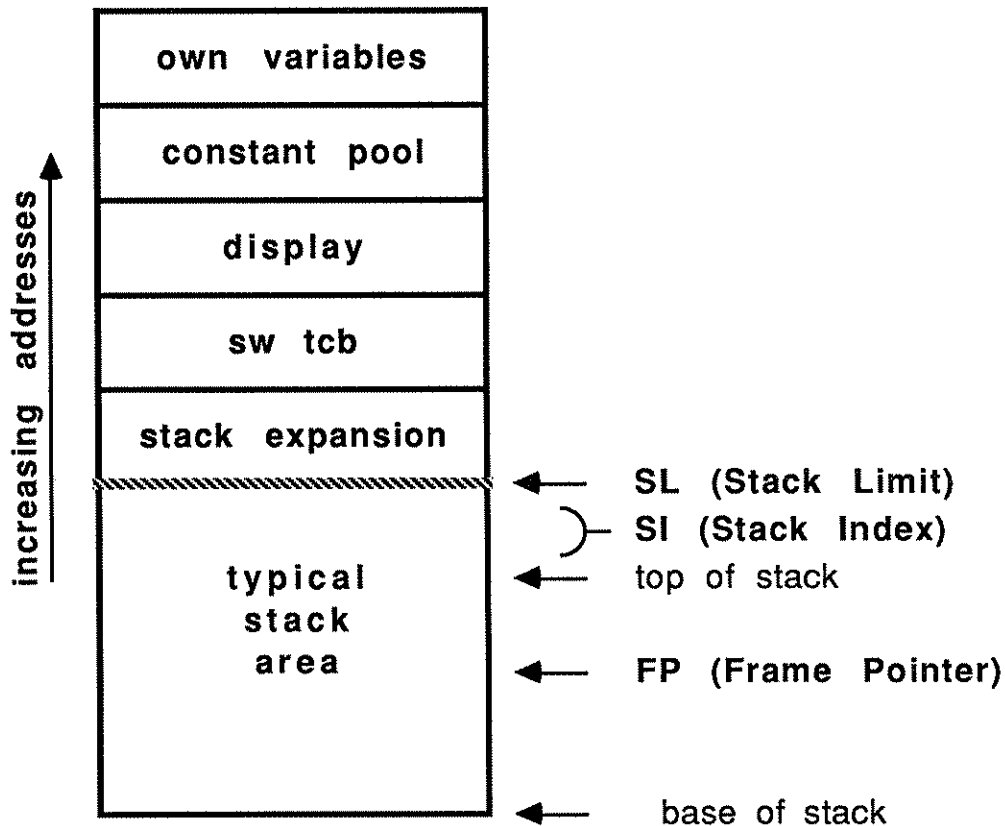 own variables
constant pool
display
sw tcb
stack expansion
typical
stack
area
increasing addresses
SL (Stack Limit)
SI (Stack Index)
top of stack
FP (Frame Pointer)
base of stack